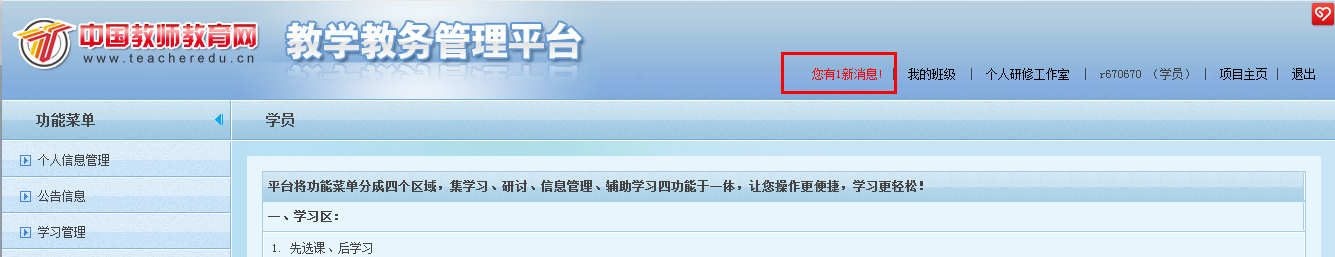 中国教师教育网
www.teacheredu.cn
教学教务管理平台
您有1新消息! | 我的班级 | 个人研修工作室 | r670670 （学员） | 项目主页 | 退出
功能菜单
学员
个人信息管理
公告信息
学习管理
平台将功能菜单分成四个区域，集学习、研讨、信息管理、辅助学习四功能于一体，让您操作更便捷，学习更轻松！
一、学习区：
1. 先选课、后学习